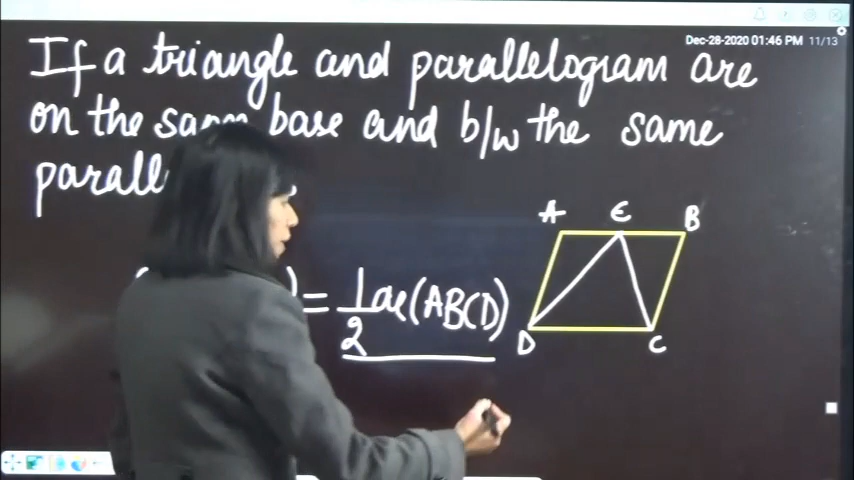 Dec-28-2020 01:46 PM 11/13
If a triangle and parallelogram are
on the same base and b/w the same
A E B
= 1/2 ar(ABCD)
D C